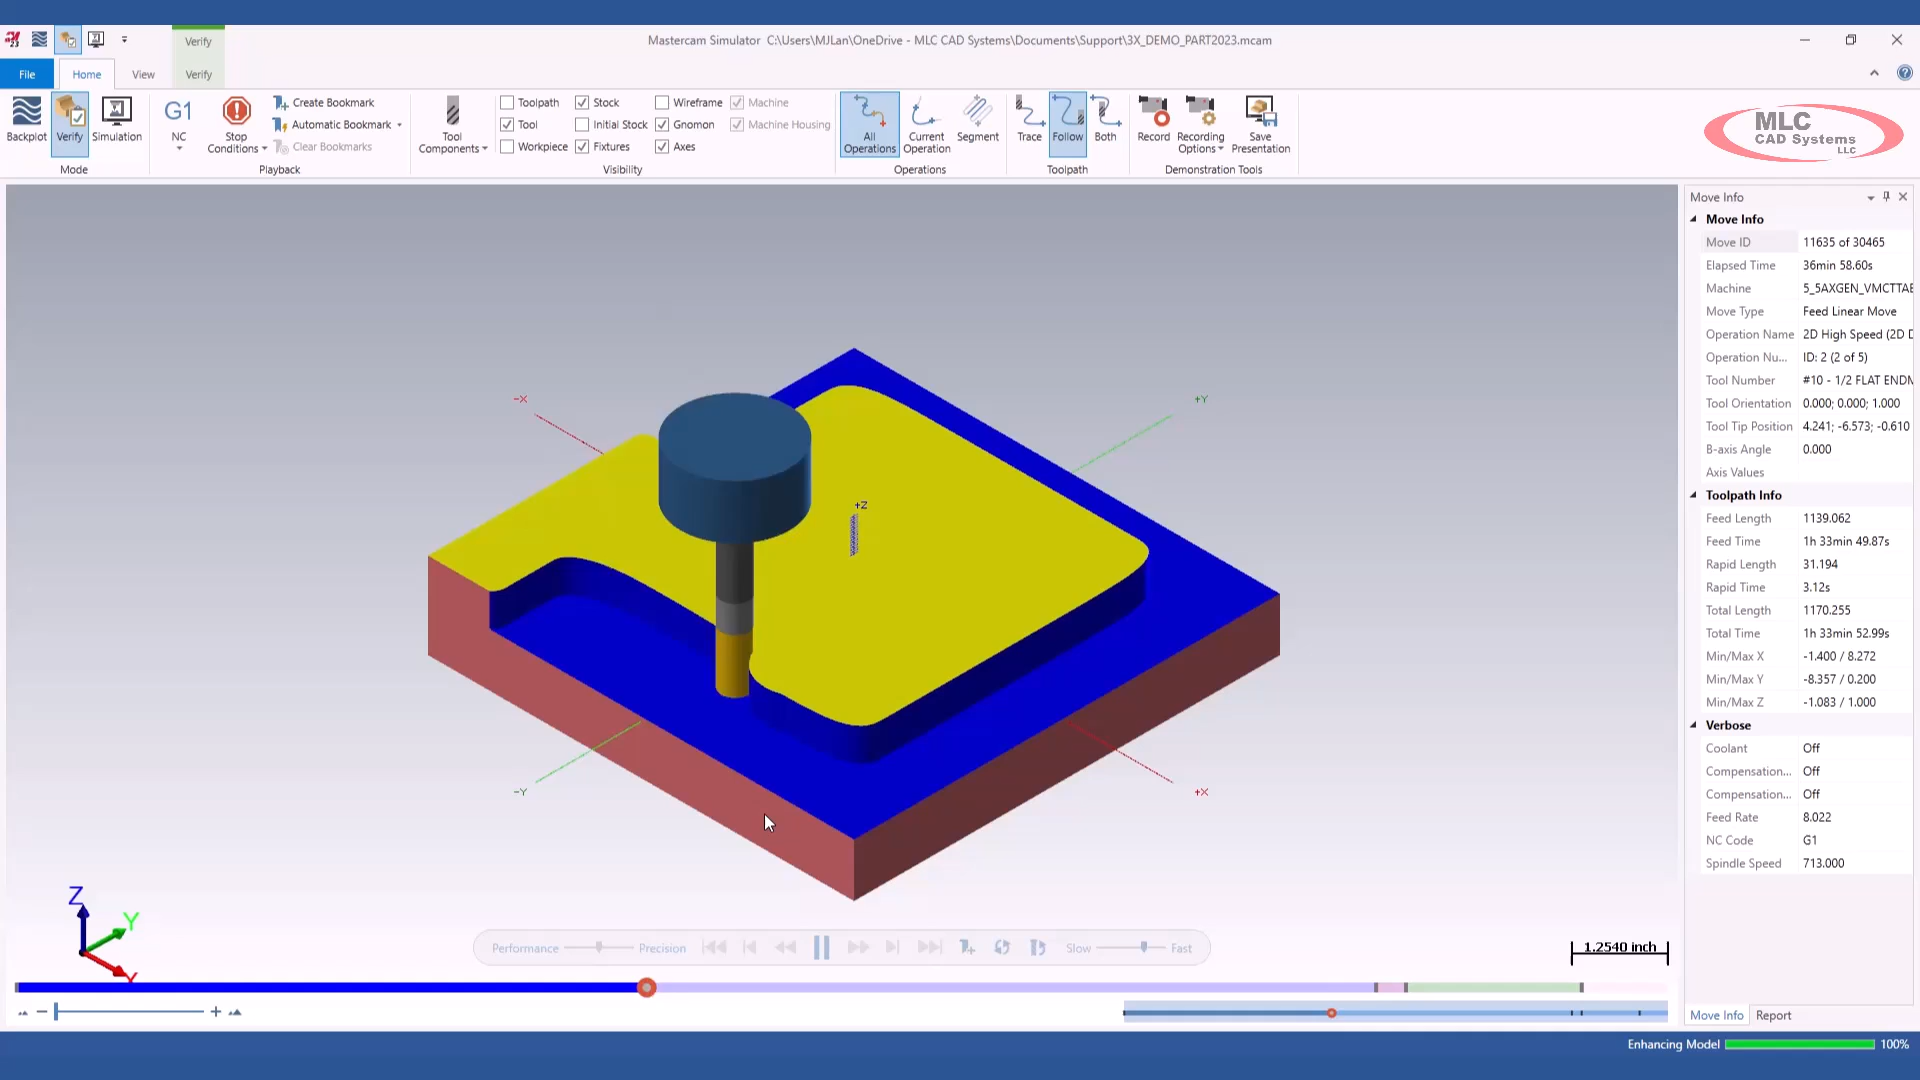 Verify
Mastercam Simulator C:\Users\MJLan\OneDrive - MLC CAD Systems\Documents\Support\3X_DEMO_PART2023.mcam
File
Home
View
Verify
Backplot
Verify
Simulation
Mode
G1
NC
Stop
Conditions
Create Bookmark
Automatic Bookmark
Clear Bookmarks
Playback
Tool
Components
Toolpath
Stock
Wireframe
Machine
Tool
Initial Stock
Gnomon
Machine Housing
Workpiece
Fixtures
Axes
Visibility
All
Operations
Current
Operation
Segment
Operations
Trace
Follow
Both
Toolpath
Record
Recording
Options
Save
Presentation
Demonstration Tools
MLC
CAD Systems
LLC
Move Info
Move Info
Move ID 11635 of 30465
Elapsed Time 36min 58.60s
Machine 5_5AXGEN_VMCTTAB
Move Type Feed Linear Move
Operation Name 2D High Speed (2D D
Operation Nu... ID: 2 (2 of 5)
Tool Number #10 - 1/2 FLAT ENDM
Tool Orientation 0.000; 0.000; 1.000
Tool Tip Position 4.241; -6.573; -0.610
B-axis Angle 0.000
Axis Values
Toolpath Info
Feed Length 1139.062
Feed Time 1h 33min 49.87s
Rapid Length 31.194
Rapid Time 3.12s
Total Length 1170.255
Total Time 1h 33min 52.99s
Min/Max X -1.400 / 8.272
Min/Max Y -8.357 / 0.200
Min/Max Z -1.083 / 1.000
Verbose
Coolant Off
Compensation... Off
Compensation... Off
Feed Rate 8.022
NC Code G1
Spindle Speed 713.000
-X
+Y
+Z
-Y
+X
Z
Y
Performance
Precision
Slow
Fast
1.2540 inch
Move Info
Report
Enhancing Model
100%